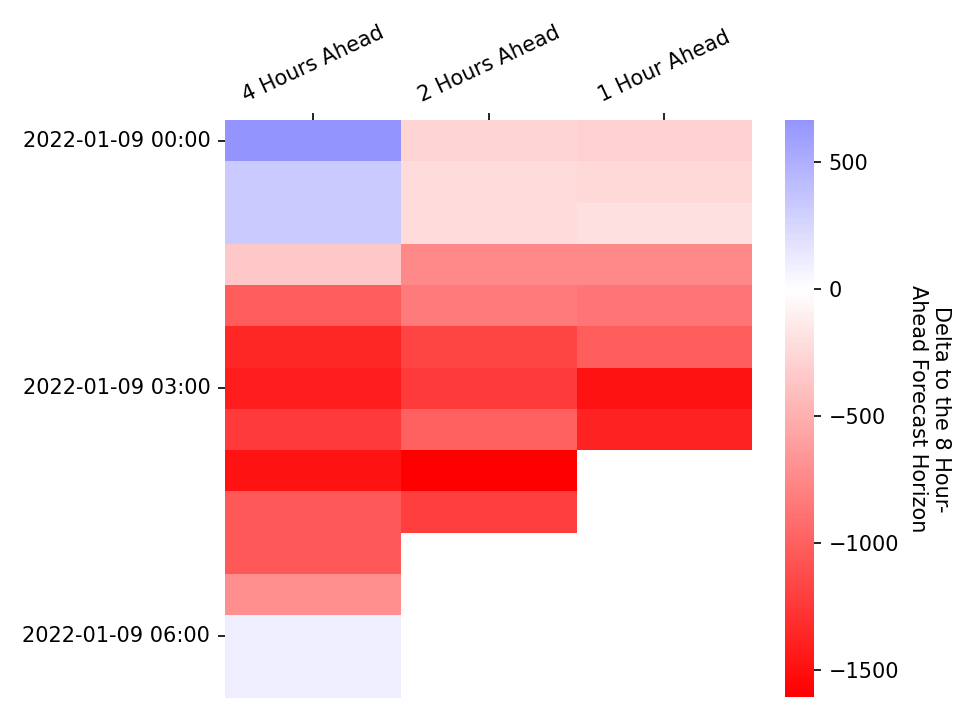 4 Hours Ahead
2 Hours Ahead
1 Hour Ahead
2022-01-09 00:00
2022-01-09 03:00
2022-01-09 06:00
500
0
−500
−1000
−1500
Delta to the 8 Hour-
Ahead Forecast Horizon